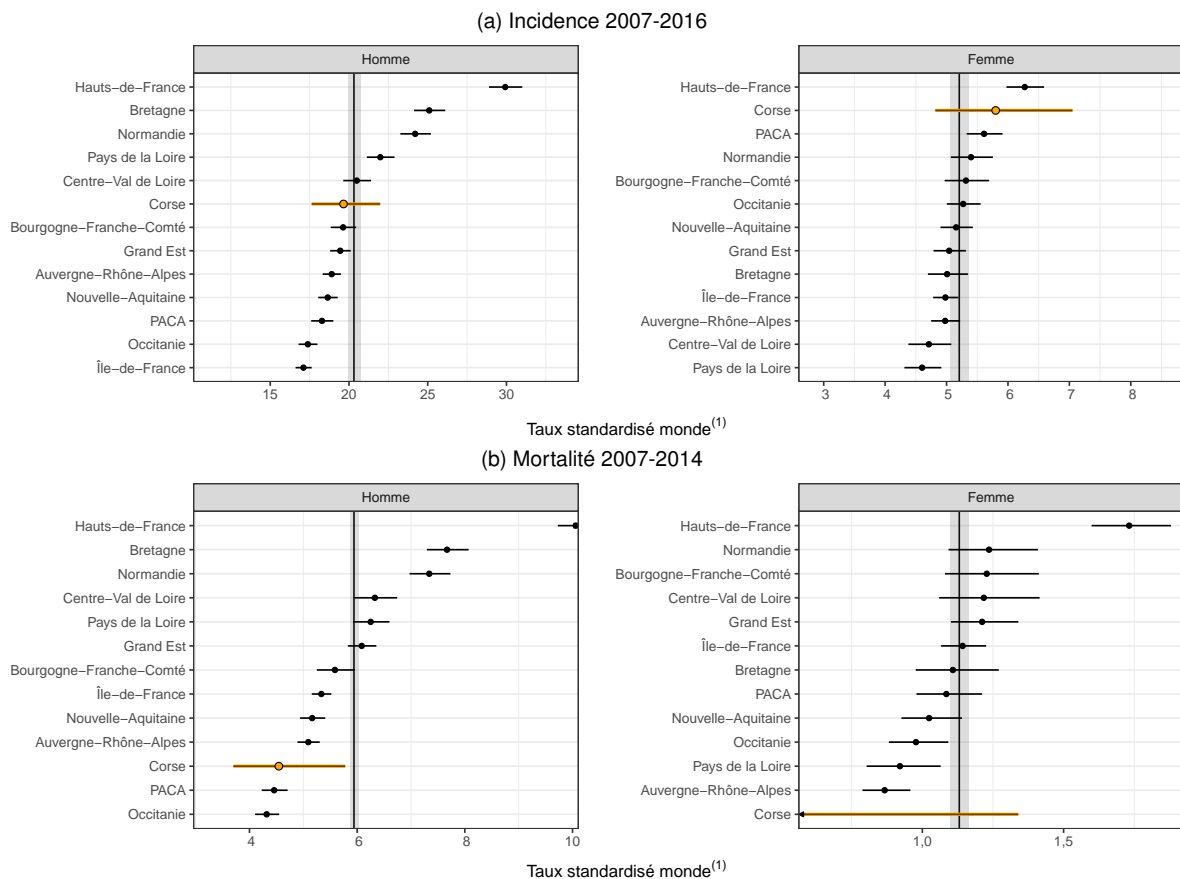 (a) Incidence 2007-2016
Homme
Hauts−de−France
Bretagne
Normandie
Pays de la Loire
Centre−Val de Loire
Corse
Bourgogne−Franche−Comté
Grand Est
Auvergne−Rhône−Alpes
Nouvelle−Aquitaine
PACA
Occitanie
Île−de−France
15 20 25 30
Femme
Hauts−de−France
Corse
PACA
Normandie
Bourgogne−Franche−Comté
Occitanie
Nouvelle−Aquitaine
Grand Est
Bretagne
Île−de−France
Auvergne−Rhône−Alpes
Centre−Val de Loire
Pays de la Loire
3 4 5 6 7 8
Taux standardisé monde(1)
(b) Mortalité 2007-2014
Homme
Hauts−de−France
Bretagne
Normandie
Centre−Val de Loire
Pays de la Loire
Grand Est
Bourgogne−Franche−Comté
Île−de−France
Nouvelle−Aquitaine
Auvergne−Rhône−Alpes
Corse
PACA
Occitanie
4 6 8 10
Femme
Hauts−de−France
Normandie
Bourgogne−Franche−Comté
Centre−Val de Loire
Grand Est
Île−de−France
Bretagne
PACA
Nouvelle−Aquitaine
Occitanie
Pays de la Loire
Auvergne−Rhône−Alpes
Corse
1,0 1,5
Taux standardisé monde(1)